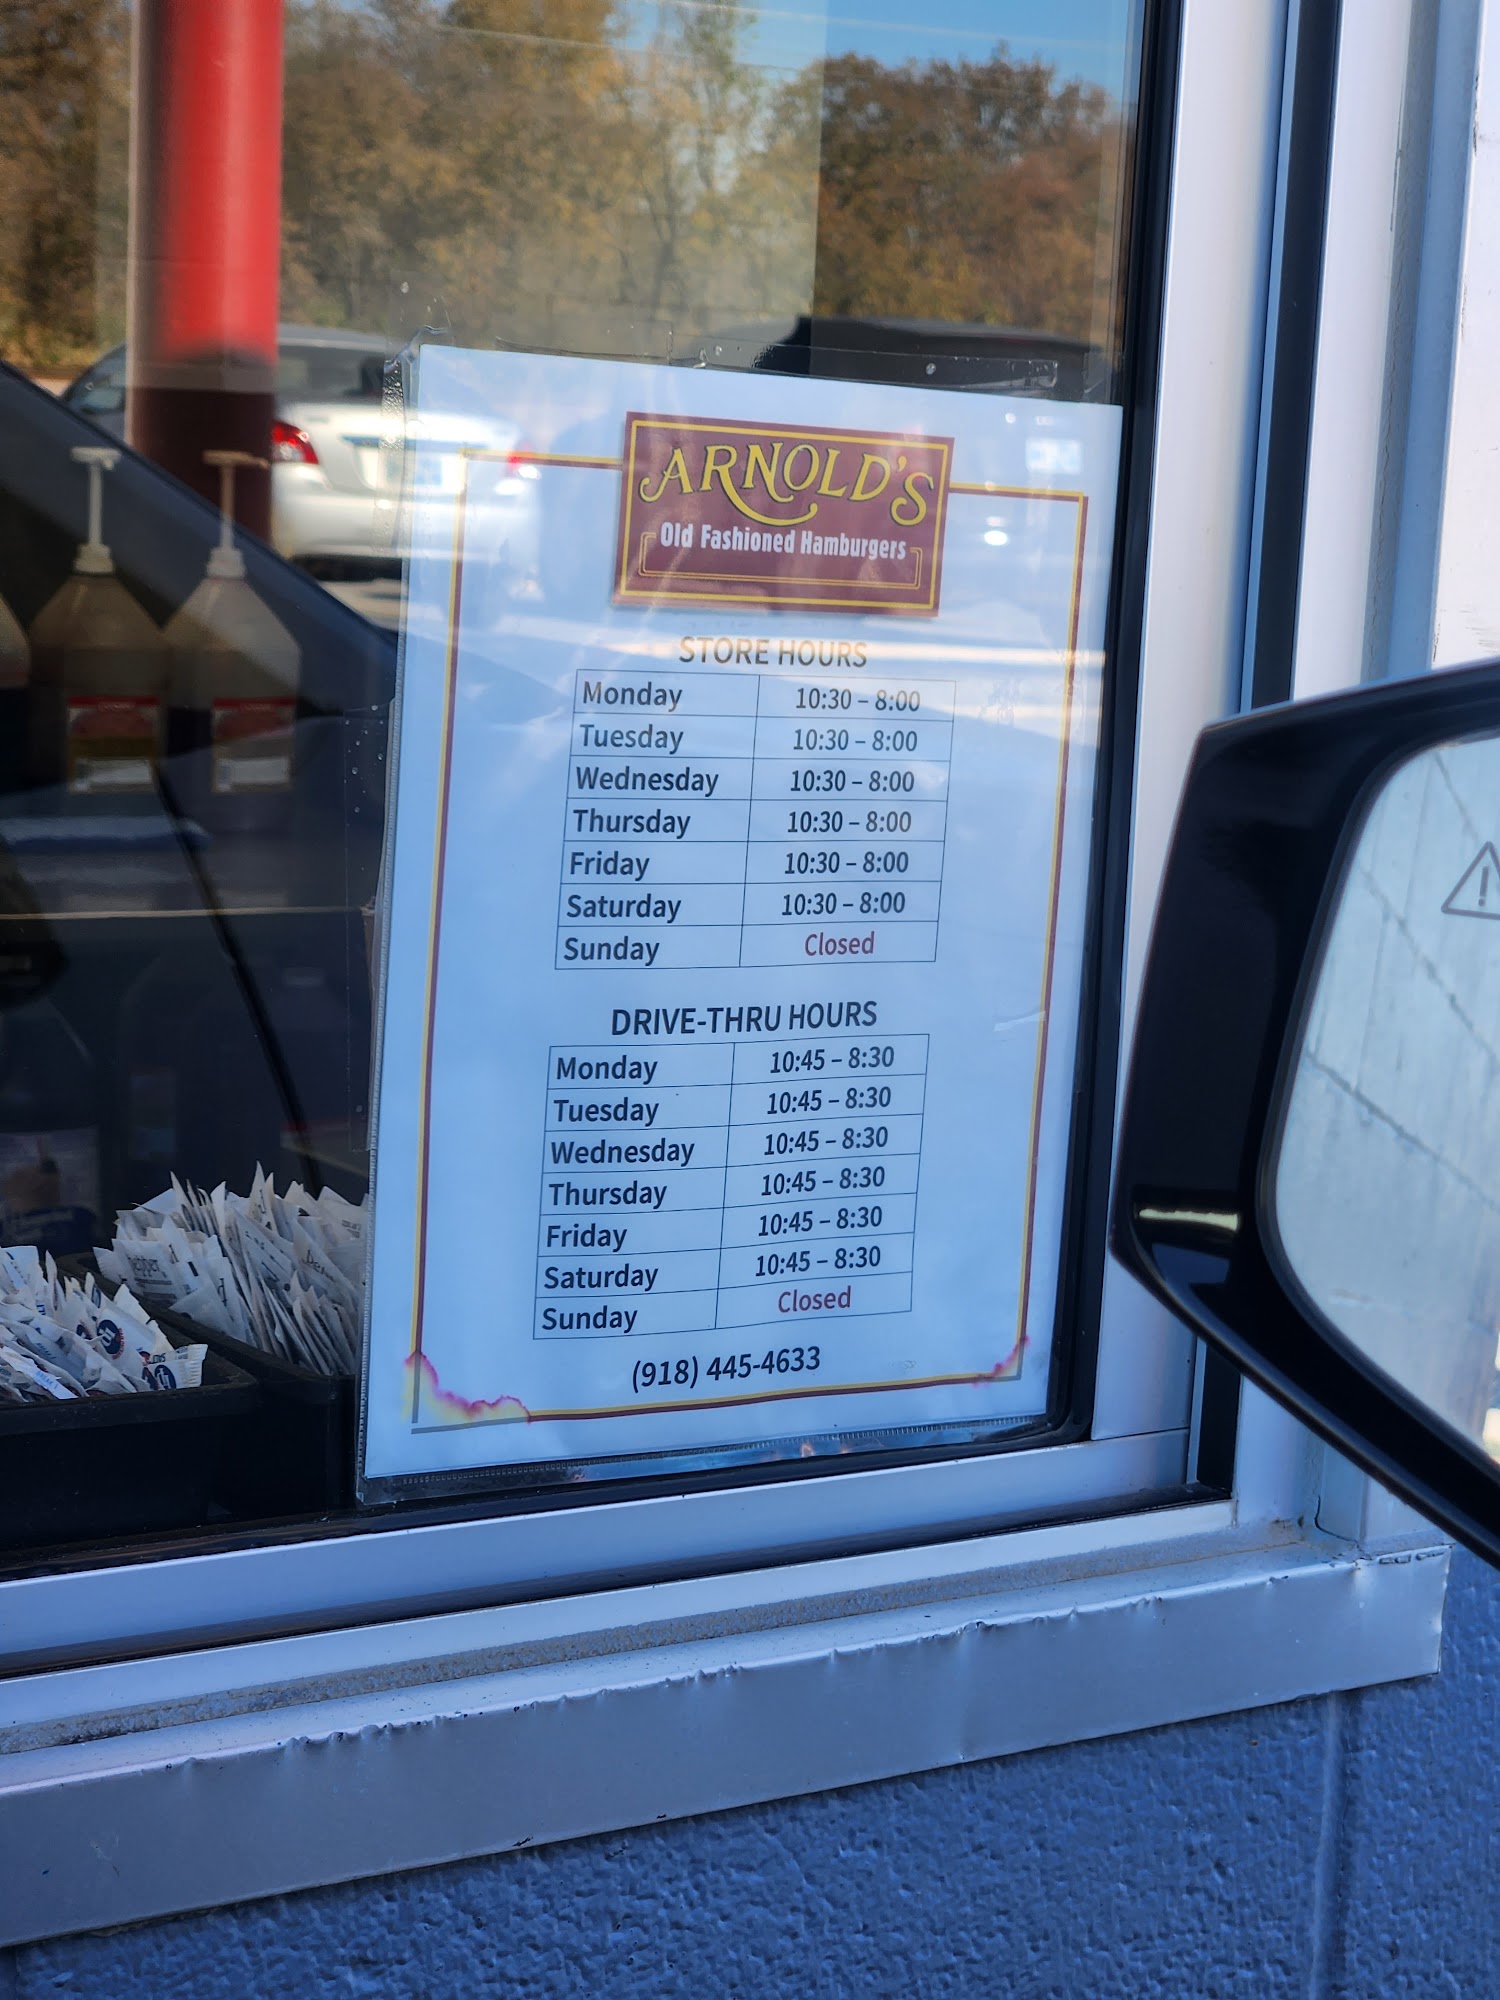 ARNOLD'S
Old Fashioned Hamburgers
STORE HOURS
Monday 10:30 – 8:00
Tuesday 10:30 – 8:00
Wednesday 10:30 – 8:00
Thursday 10:30 – 8:00
Friday 10:30 – 8:00
Saturday 10:30 – 8:00
Sunday Closed
DRIVE-THRU HOURS
Monday 10:45 – 8:30
Tuesday 10:45 – 8:30
Wednesday 10:45 – 8:30
Thursday 10:45 – 8:30
Friday 10:45 – 8:30
Saturday 10:45 – 8:30
Sunday Closed
(918) 445-4633